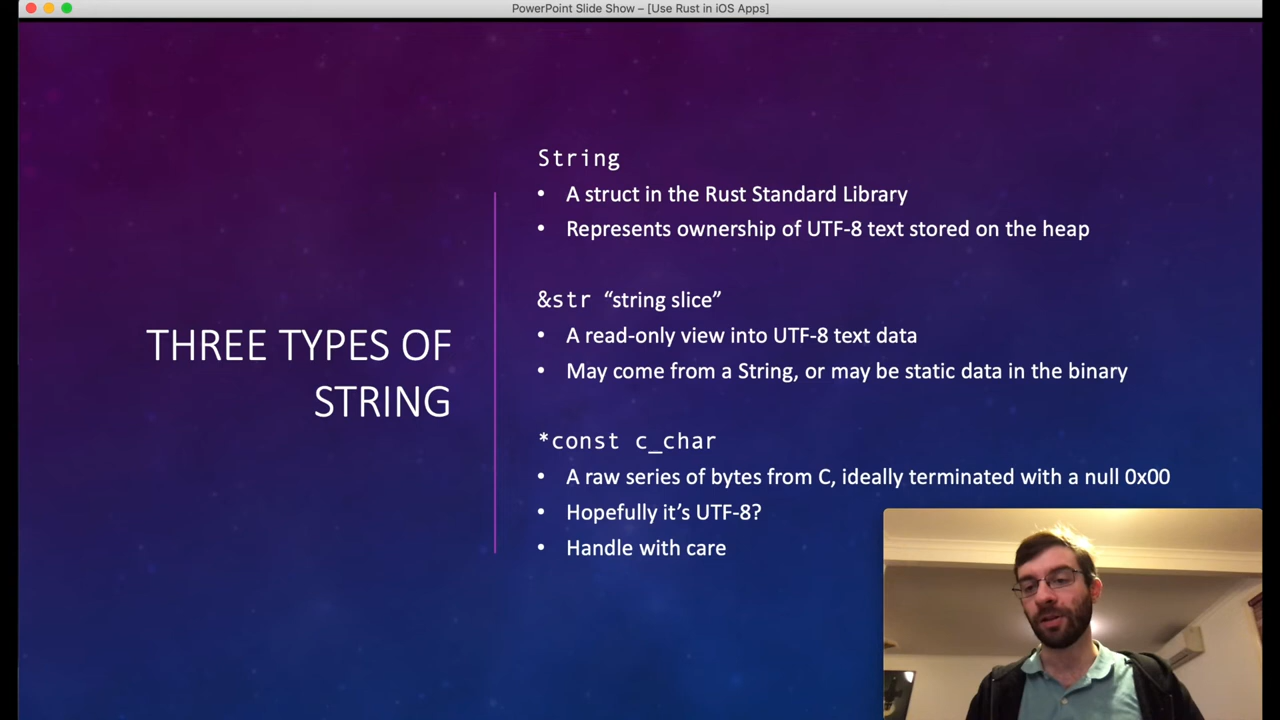 PowerPoint Slide Show – [Use Rust in iOS Apps]
THREE TYPES OF
STRING
String
• A struct in the Rust Standard Library
• Represents ownership of UTF-8 text stored on the heap
&str “string slice”
• A read-only view into UTF-8 text data
• May come from a String, or may be static data in the binary
*const c_char
• A raw series of bytes from C, ideally terminated with a null 0x00
• Hopefully it’s UTF-8?
• Handle with care